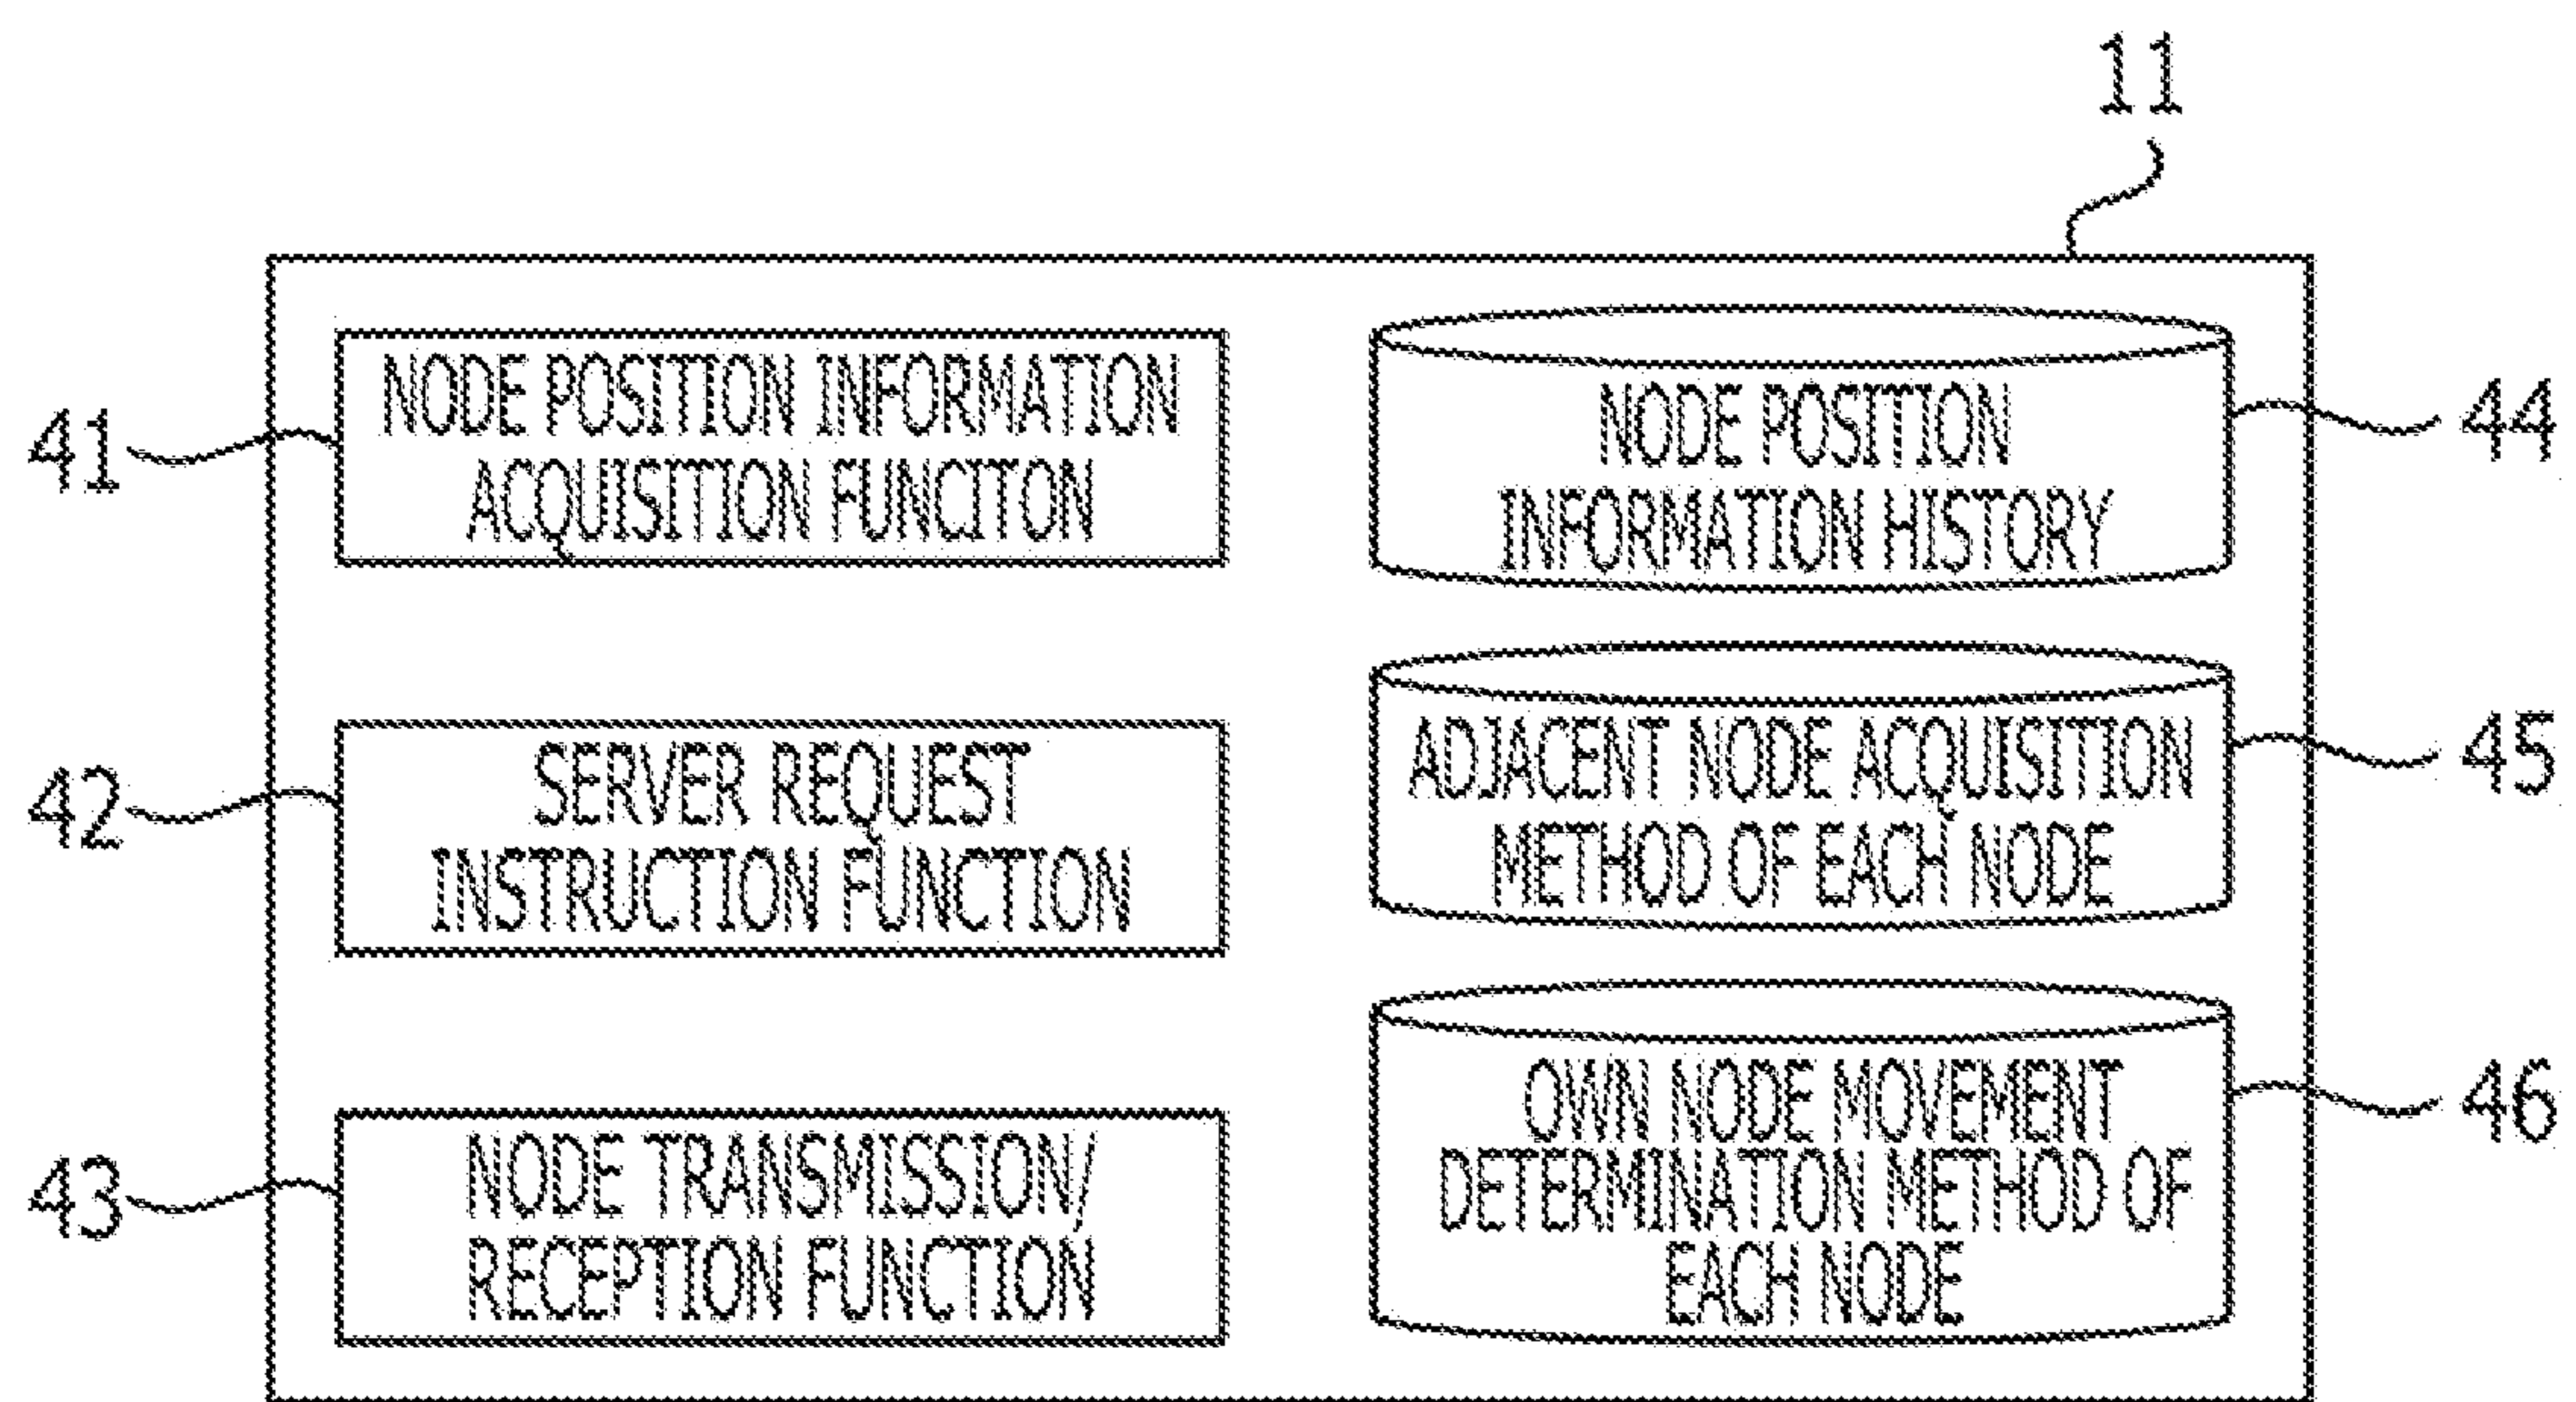 11
41
NODE POSITION INFORMATION
ACQUISITION FUNCITON
NODE POSITION
INFORMATION HISTORY
44
42
SERVER REQUEST
INSTRUCTION FUNCTION
ADJACENT NODE ACQUISITION
METHOD OF EACH NODE
45
43
NODE TRANSMISSION/
RECEPTION FUNCTION
OWN NODE MOVEMENT
DETERMINATION METHOD OF
EACH NODE
46